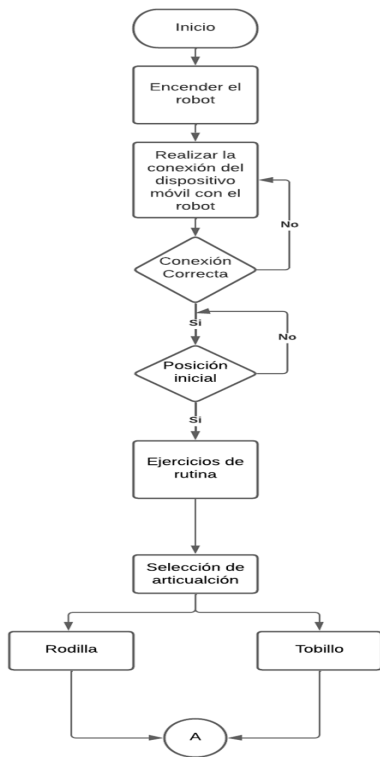 Inicio
Encender el
robot
Realizar la
conexión del
dispositivo
móvil con el
robot
No
Conexión
Correcta
Si
No
Posición
inicial
Si
Ejercicios de
rutina
Selección de
articualción
Rodilla
Tobillo
A